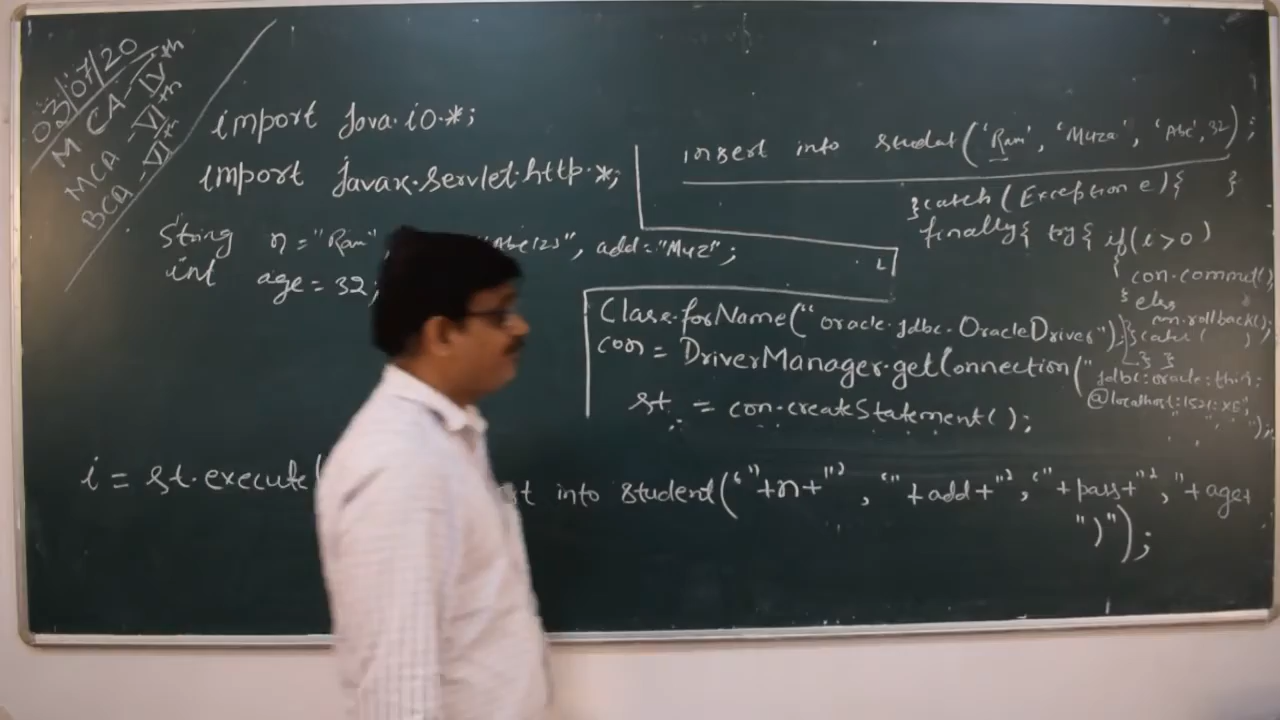 03/07/20
MCA-IVth
MCA -VIth
BCA -VIth
import java.io.*;
import javax.servlet.http.*;
String n="Ram", "Abc123", add="Muz";
int age=32;
insert into student('Ram', 'Muza', 'Abc', 32);
}catch(Exception e){ }
finally{ try{ if(i>0)
{
con.commit()
} else
con.rollback();
Class.forName("oracle.jdbc.OracleDriver");
con = DriverManager.getConnection("
jdbc:oracle:thin:
@localhost:1521:XE",
st = con.createStatement();
i = st.execute( into student('"+n+"', '"+add+"', '"+pass+"', "+age+
")");